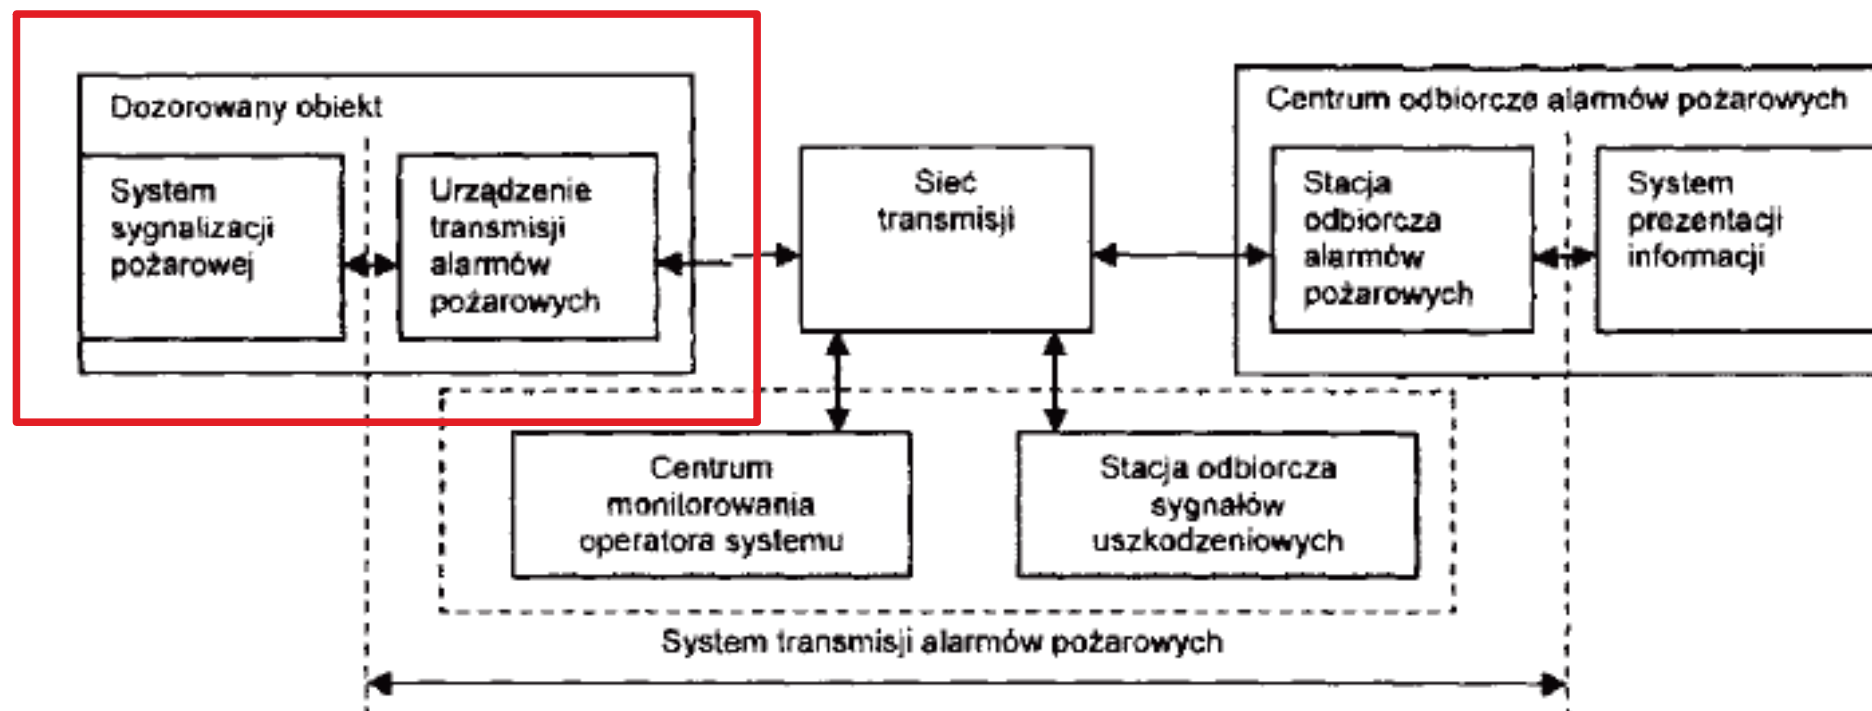 Dozorowany obiekt
System
sygnalizacji
pożarowej
Urządzenie
transmisji
alarmów
pożarowych
Sieć
transmisji
Centrum odbiorcze alarmów pożarowych
Stacja
odbiorcza
alarmów
pożarowych
System
prezentacji
informacji
Centrum
monitorowania
operatora systemu
Stacja odbiorcza
sygnałów
uszkodzeniowych
System transmisji alarmów pożarowych